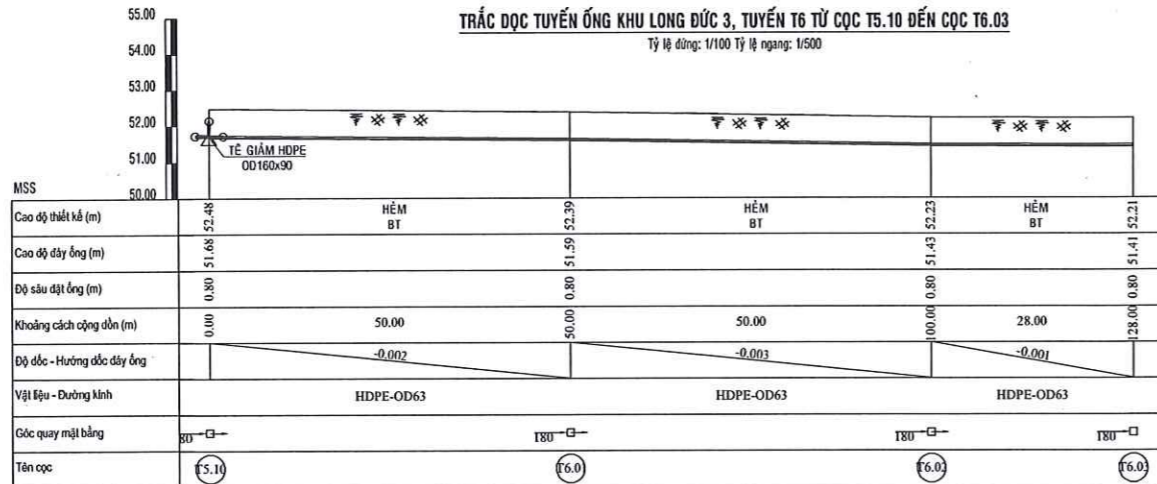 TRẮC DỌC TUYẾN ỐNG KHU LONG ĐỨC 3, TUYẾN T6 TỪ CỌC T5.10 ĐẾN CỌC T6.03
Tỷ lệ đứng: 1/100 Tỷ lệ ngang: 1/500
55.00
54.00
53.00
52.00
51.00
50.00
TÊ GIẢM HDPE
OD160x90
MSS
Cao độ thiết kế (m) 52.48 HẺM BT 52.39 HẺM BT 52.23 HẺM BT 52.21
Cao độ đáy ống (m) 51.68 51.59 51.43 51.41
Độ sâu đặt ống (m) 0.80 0.80 0.80 0.80
Khoảng cách cộng dồn (m) 0.00 50.00 50.00 50.00 100.00 28.00 128.00
Độ dốc - Hướng dốc đáy ống -0.002 -0.003 -0.001
Vật liệu - Đường kính HDPE-OD63 HDPE-OD63 HDPE-OD63
Góc quay mặt bằng 80 180 180 180
Tên cọc T5.10 T6.01 T6.02 T6.03